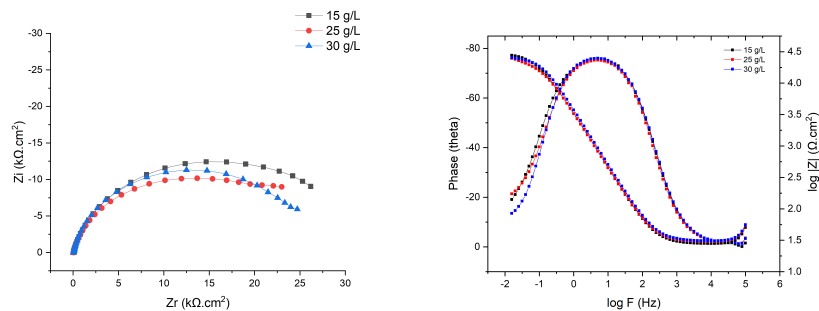 15 g/L
25 g/L
30 g/L
-30
-25
-20
-15
-10
-5
0
Zi (kΩ.cm²)
0 5 10 15 20 25 30
Zr (kΩ.cm²)
15 g/L
25 g/L
30 g/L
-80
-60
-40
-20
0
Phase (theta)
4.5
4.0
3.5
3.0
2.5
2.0
1.5
1.0
log |Z| (Ω.cm²)
-2 -1 0 1 2 3 4 5 6
log F (Hz)